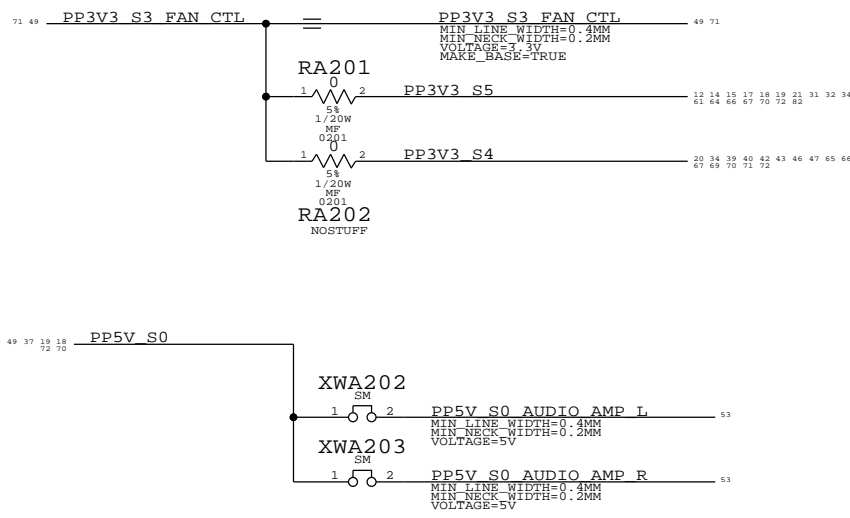 71 49 PP3V3_S3_FAN_CTL
PP3V3_S3_FAN_CTL 49 71
MIN_LINE_WIDTH=0.4MM
MIN_NECK_WIDTH=0.2MM
VOLTAGE=3.3V
MAKE_BASE=TRUE
RA201
0
1 2 PP3V3_S5
12 14 15 17 18 19 21 31 32 34
61 64 66 67 70 72 82
5%
1/20W
MF
0201
0
1 2 PP3V3_S4
20 34 39 40 42 43 46 47 65 66
67 69 70 71 72
5%
1/20W
MF
0201
RA202
NOSTUFF
49 37 19 18
72 70
PP5V_S0
XWA202
SM
1 2 PP5V_S0_AUDIO_AMP_L 53
MIN_LINE_WIDTH=0.4MM
MIN_NECK_WIDTH=0.2MM
VOLTAGE=5V
XWA203
SM
1 2 PP5V_S0_AUDIO_AMP_R 53
MIN_LINE_WIDTH=0.4MM
MIN_NECK_WIDTH=0.2MM
VOLTAGE=5V